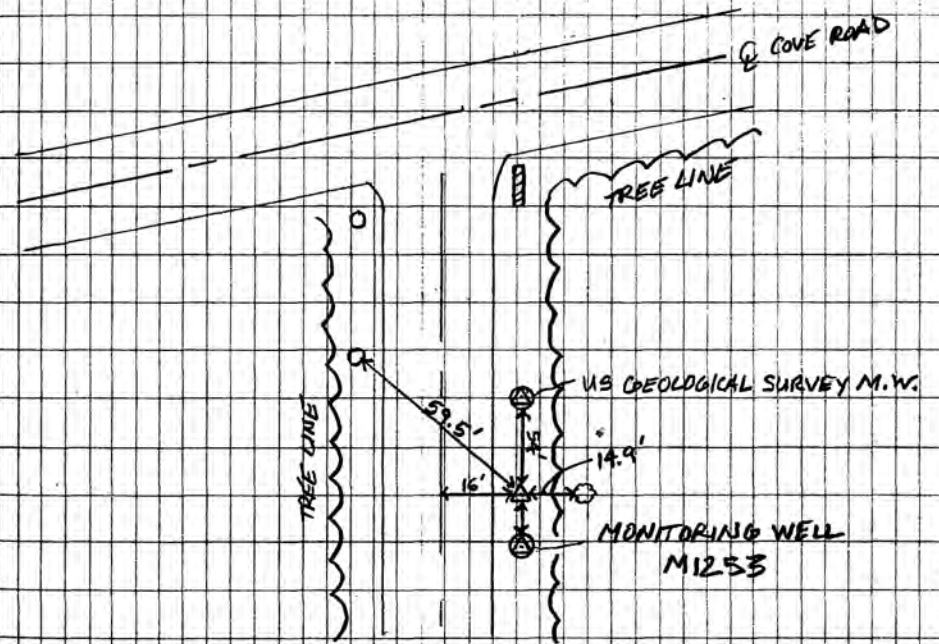 ℄ COVE ROAD
TREE LINE
US GEOLOGICAL SURVEY M.W.
59.5'
TREE LINE
14.9'
16'
MONITORING WELL
M1253